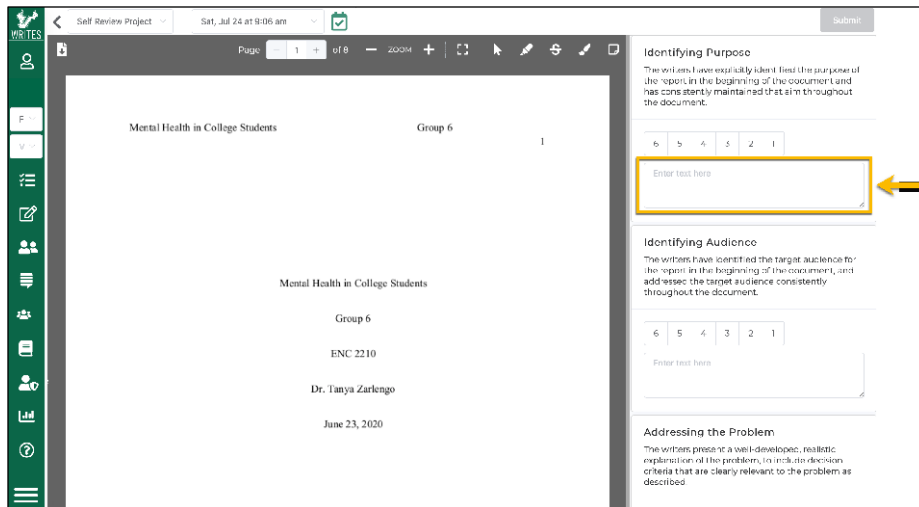 WRITES
Self Review Project
Sat, Jul 24 at 9:06 am
Submit
Page - 1 + of 8 — ZOOM +
F
V
Mental Health in College Students Group 6
1
Mental Health in College Students
Group 6
ENC 2210
Dr. Tanya Zarlengo
June 23, 2020
Identifying Purpose
The writers have explicitly identified the purpose of
the report in the beginning of the document and
has consistently maintained that aim throughout
the document.
6 5 4 3 2 1
Enter text here
Identifying Audience
The writers have identified the target audience for
the report in the beginning of the document, and
addressed the target audience consistently
throughout the document.
6 5 4 3 2 1
Enter text here
Addressing the Problem
The writers present a well-developed, realistic
explanation of the problem, to include decision
criteria that are clearly relevant to the problem as
described